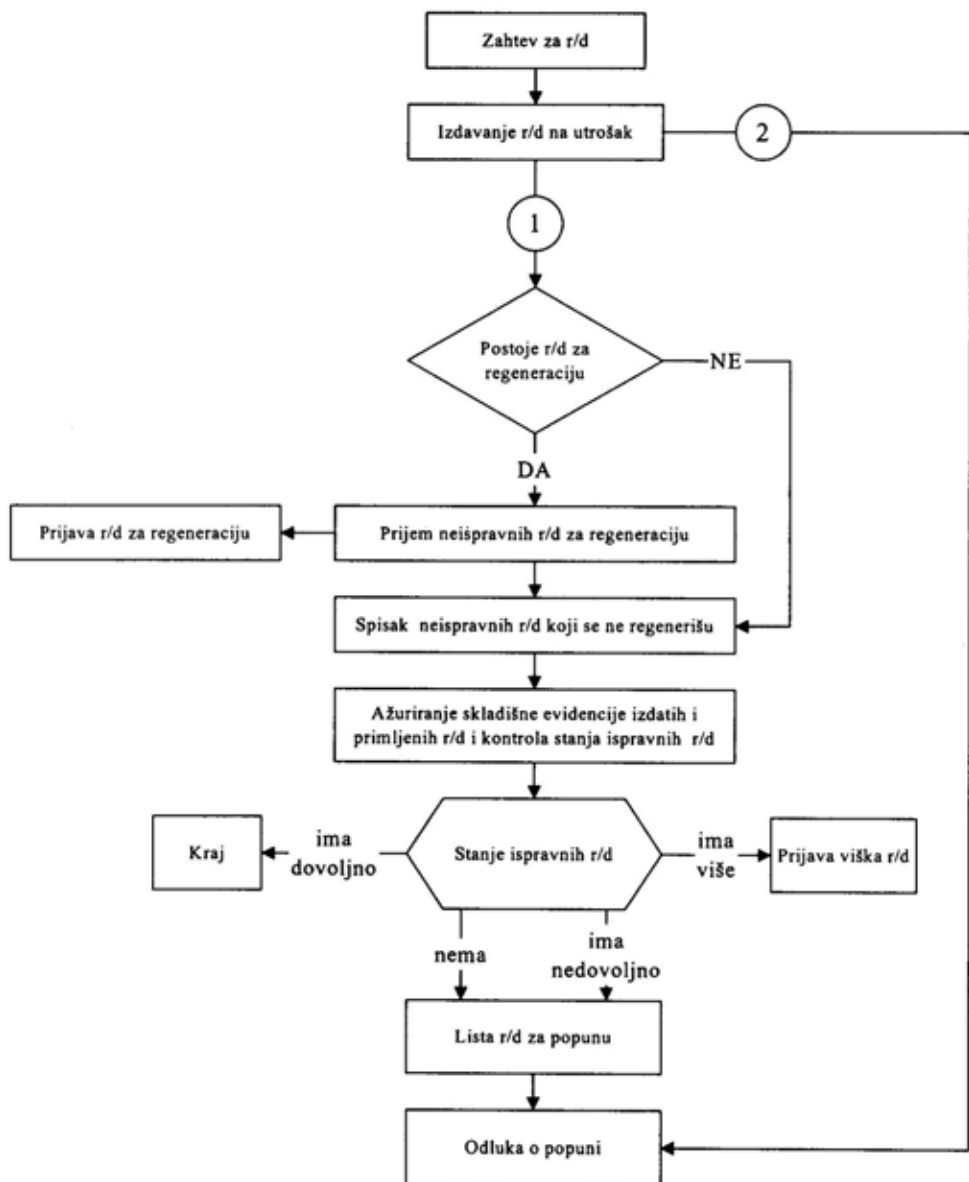 Zahtev za r/d
Izdavanje r/d na utrošak
2
1
Postoje r/d za
regeneraciju
NE
DA
Prijava r/d za regeneraciju
Prijem neišpravnih r/d za regeneraciju
Spisak neispravnih r/d koji se ne regenerišu
Ažuriranje skladišne evidencije izdatih i
primljenih r/d i kontrola stanja ispravnih r/d
Kraj
ima
dovoljno
Stanje ispravnih r/d
ima
više
Prijava viška r/d
nema
ima
nedovoljno
Lista r/d za popunu
Odluka o popuni